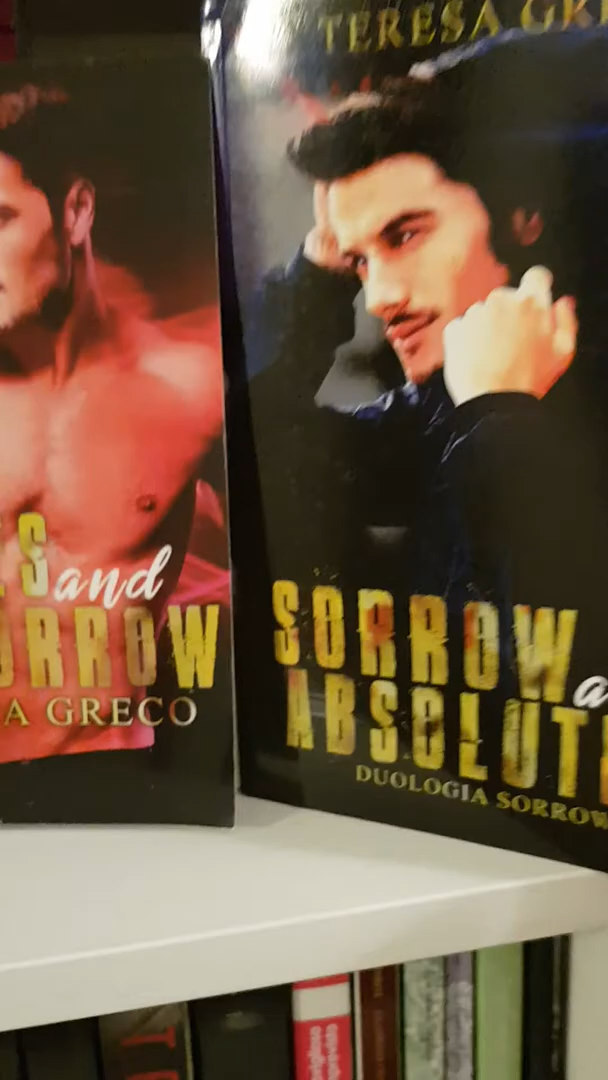 S and
ORROW
A GRECO
TERESA GR
SORROW a
ABSOLUT
DUOLOGIA SORROW